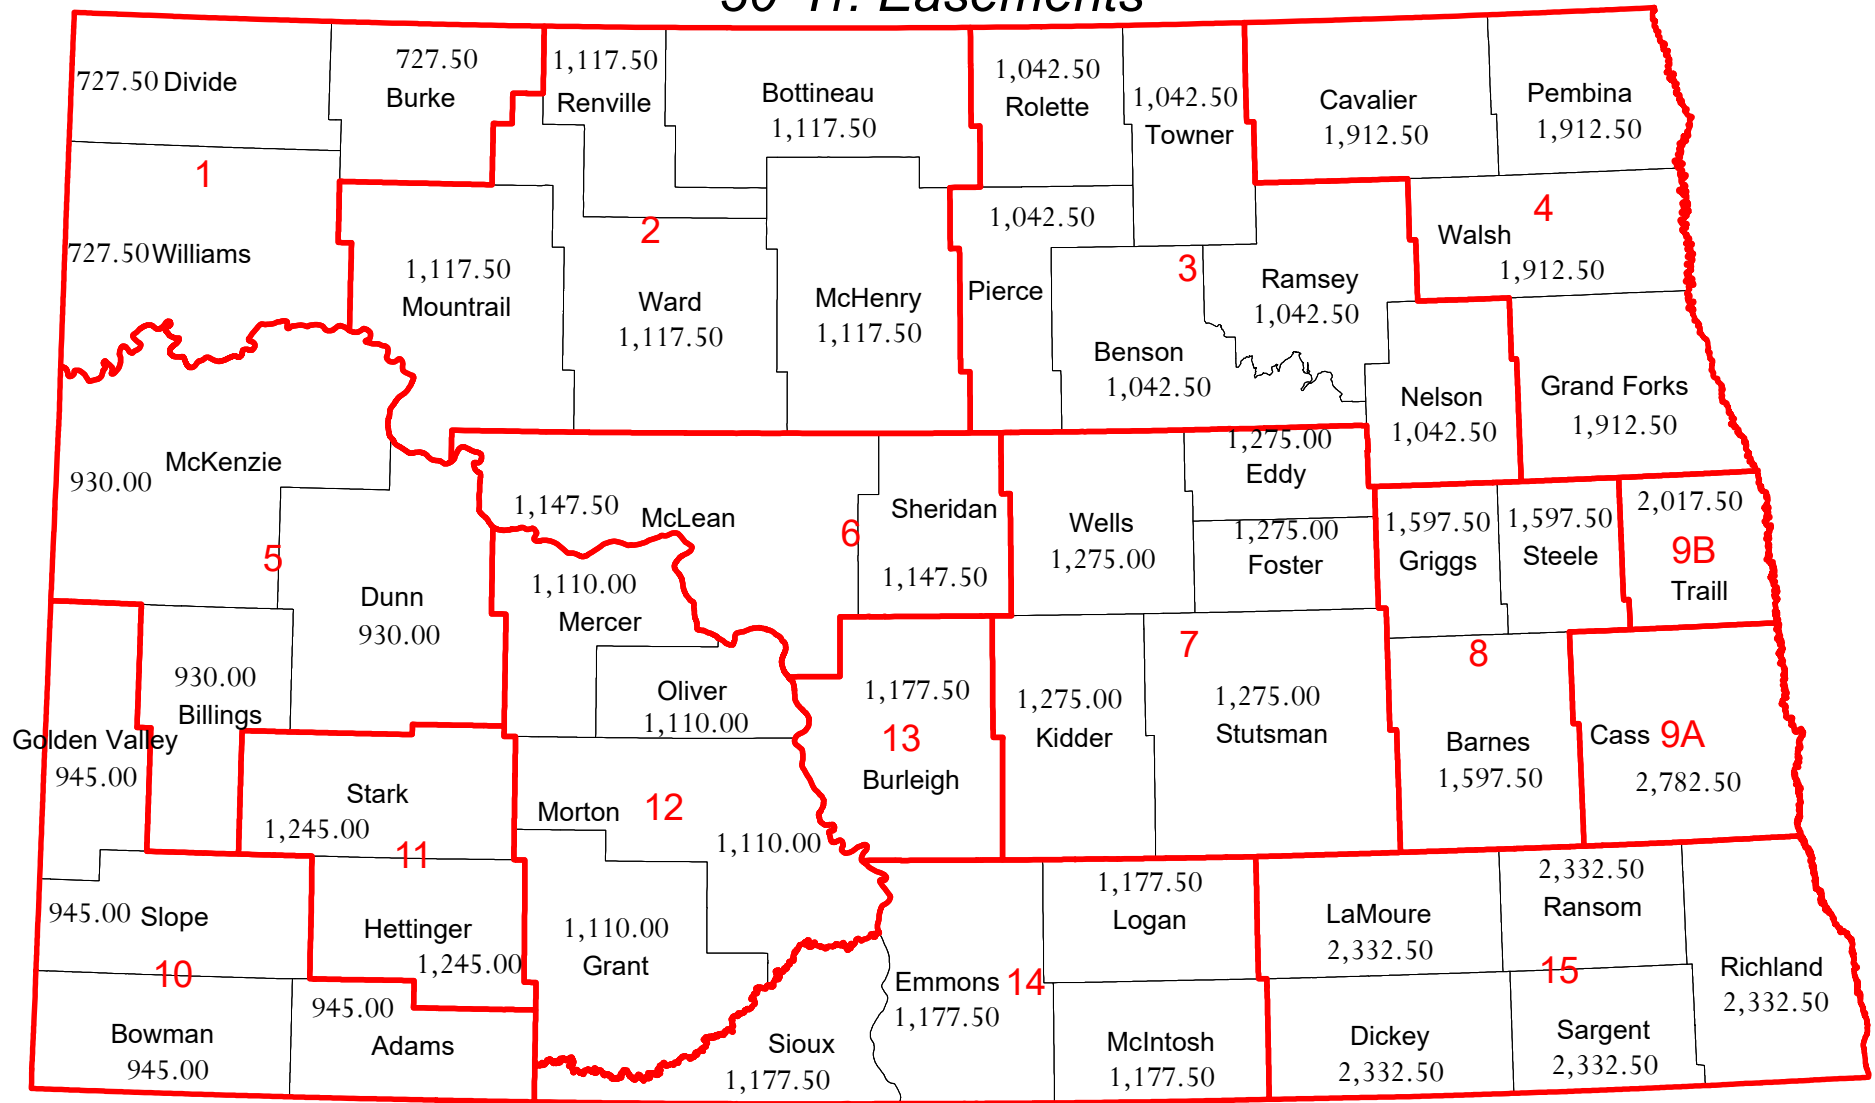 30 Yr. Easements
727.50 Divide
727.50
Burke
1,117.50
Renville
Bottineau
1,117.50
1,042.50
Rolette
1,042.50
Towner
Cavalier
1,912.50
Pembina
1,912.50
1
727.50 Williams
1,117.50
Mountrail
2
Ward
1,117.50
McHenry
1,117.50
1,042.50
Pierce
3
Benson
1,042.50
Ramsey
1,042.50
4
Walsh
1,912.50
Nelson
1,042.50
Grand Forks
1,912.50
McKenzie
930.00
5
Dunn
930.00
1,147.50
McLean
6
Sheridan
1,147.50
Wells
1,275.00
1,275.00
Eddy
1,275.00
Foster
1,597.50
Griggs
1,597.50
Steele
2,017.50
9B
Traill
1,110.00
Mercer
Oliver
1,110.00
930.00
Billings
Golden Valley
945.00
1,177.50
13
Burleigh
1,275.00
Kidder
7
1,275.00
Stutsman
8
Barnes
1,597.50
Cass 9A
2,782.50
Stark
1,245.00
11
Morton
12
1,110.00
945.00 Slope
10
Hettinger
1,245.00
1,110.00
Grant
Bowman
945.00
945.00
Adams
Sioux
1,177.50
Emmons 14
1,177.50
1,177.50
Logan
McIntosh
1,177.50
LaMoure
2,332.50
2,332.50
Ransom
15
Dickey
2,332.50
Sargent
2,332.50
Richland
2,332.50